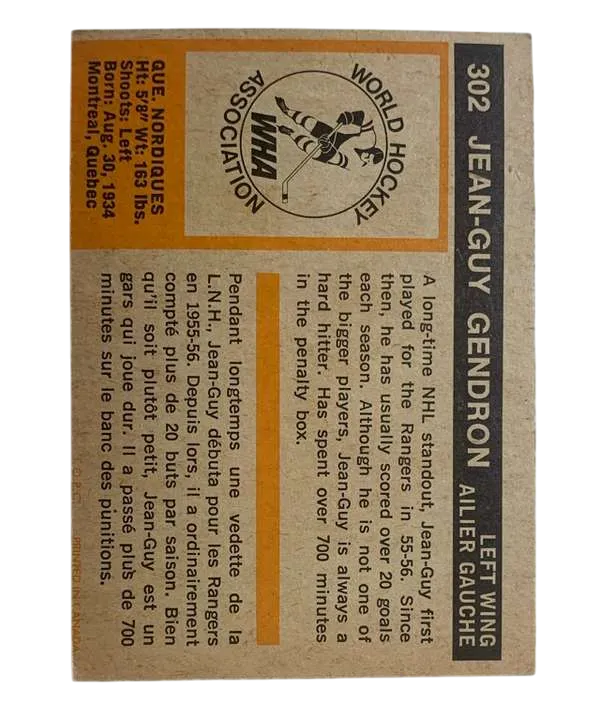 302 JEAN-GUY GENDRON
LEFT WING
AILIER GAUCHE
WORLD HOCKEY
ASSOCIATION
WHA
QUE. NORDIQUES
Ht: 5'8" Wt: 163 lbs.
Shoots: Left
Born: Aug. 30, 1934
Montreal, Quebec
A long-time NHL standout, Jean-Guy first
played for the Rangers in 55-56. Since
then, he has usually scored over 20 goals
each season. Although he is not one of
the bigger players, Jean-Guy is always a
hard hitter. Has spent over 700 minutes
in the penalty box.
Pendant longtemps une vedette de la
L.N.H., Jean-Guy débuta pour les Rangers
en 1955-56. Depuis lors, il a ordinairement
compté plus de 20 buts par saison. Bien
qu'il soit plutôt petit, Jean-Guy est un
gars qui joue dur. Il a passé plus de 700
minutes sur le banc des punitions.
© O.P.C. PRINTED IN CANADA